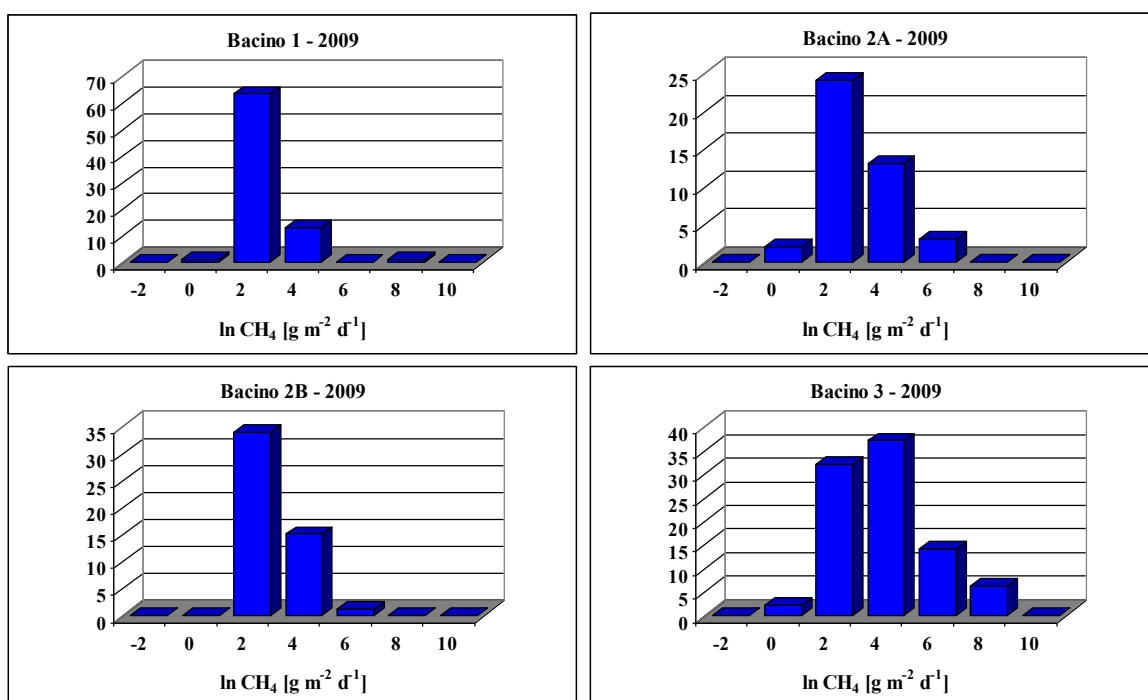 Bacino 1 - 2009
70
60
50
40
30
20
10
0
-2 0 2 4 6 8 10
ln CH₄ [g m⁻² d⁻¹]
Bacino 2A - 2009
25
20
15
10
5
0
-2 0 2 4 6 8 10
ln CH₄ [g m⁻² d⁻¹]
Bacino 2B - 2009
35
30
25
20
15
10
5
0
-2 0 2 4 6 8 10
ln CH₄ [g m⁻² d⁻¹]
Bacino 3 - 2009
40
35
30
25
20
15
10
5
0
-2 0 2 4 6 8 10
ln CH₄ [g m⁻² d⁻¹]